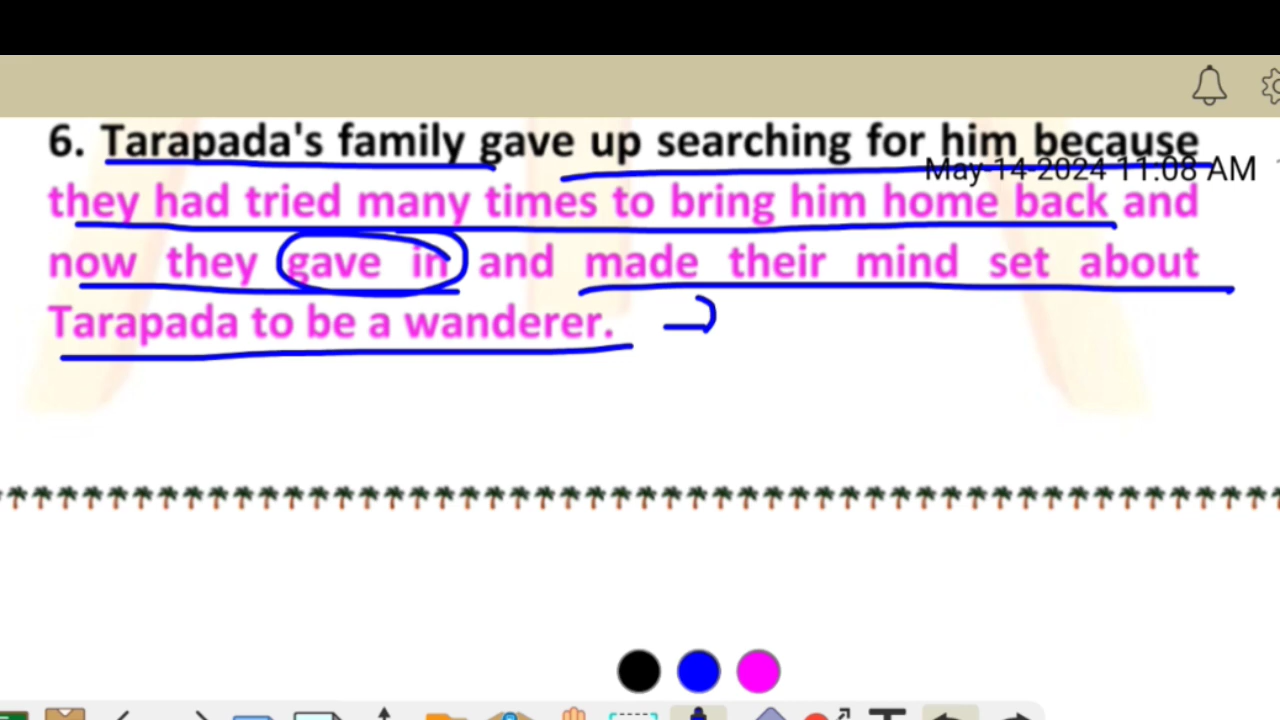 6. Tarapada's family gave up searching for him because
May 14 2024 11:08 AM
they had tried many times to bring him home back and
now they gave in and made their mind set about
Tarapada to be a wanderer.